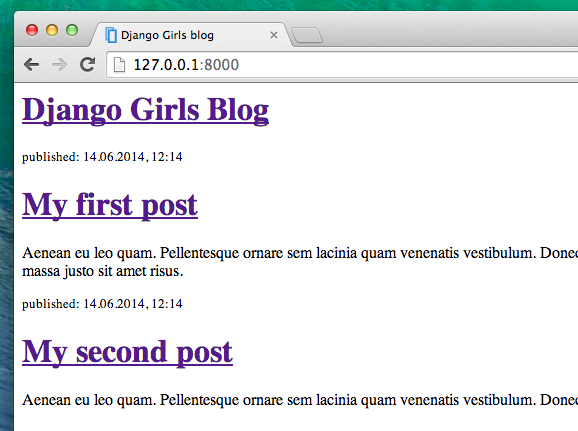 Django Girls blog
127.0.0.1:8000
Django Girls Blog
published: 14.06.2014, 12:14
My first post
Aenean eu leo quam. Pellentesque ornare sem lacinia quam venenatis vestibulum. Donec
massa justo sit amet risus.
published: 14.06.2014, 12:14
My second post
Aenean eu leo quam. Pellentesque ornare sem lacinia quam venenatis vestibulum. Donec